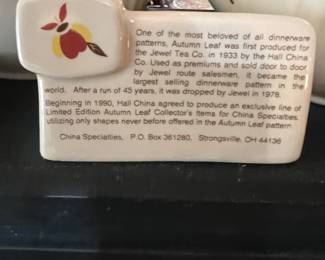 One of the most beloved of all dinnerware
patterns, Autumn Leaf was first produced for
the Jewel Tea Co. in 1933 by the Hall China
Co. Used as premiums and sold door to door
by Jewel route salesmen, it became the
largest selling dinnerware pattern in the
world. After a run of 45 years, it was dropped by Jewel in 1978.
Beginning in 1990, Hall China agreed to produce an exclusive line of
Limited Edition Autumn Leaf Collector's Items for China Specialties,
utilizing only shapes never before offered in the Autumn Leaf pattern.
China Specialties, P.O. Box 361280, Strongsville, OH 44136